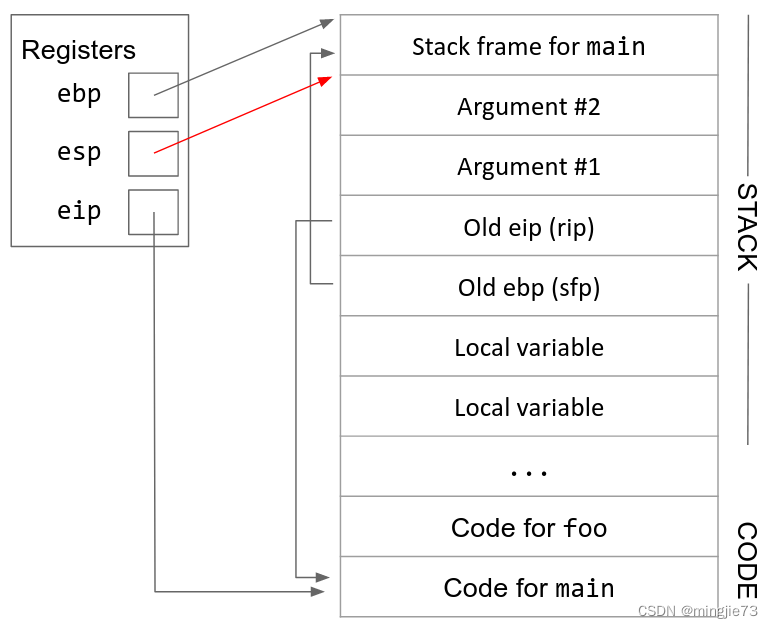 Registers
ebp
esp
eip
Stack frame for main
Argument #2
Argument #1
Old eip (rip)
Old ebp (sfp)
Local variable
Local variable
...
Code for foo
Code for main
STACK
CODE
CSDN @mingjie73